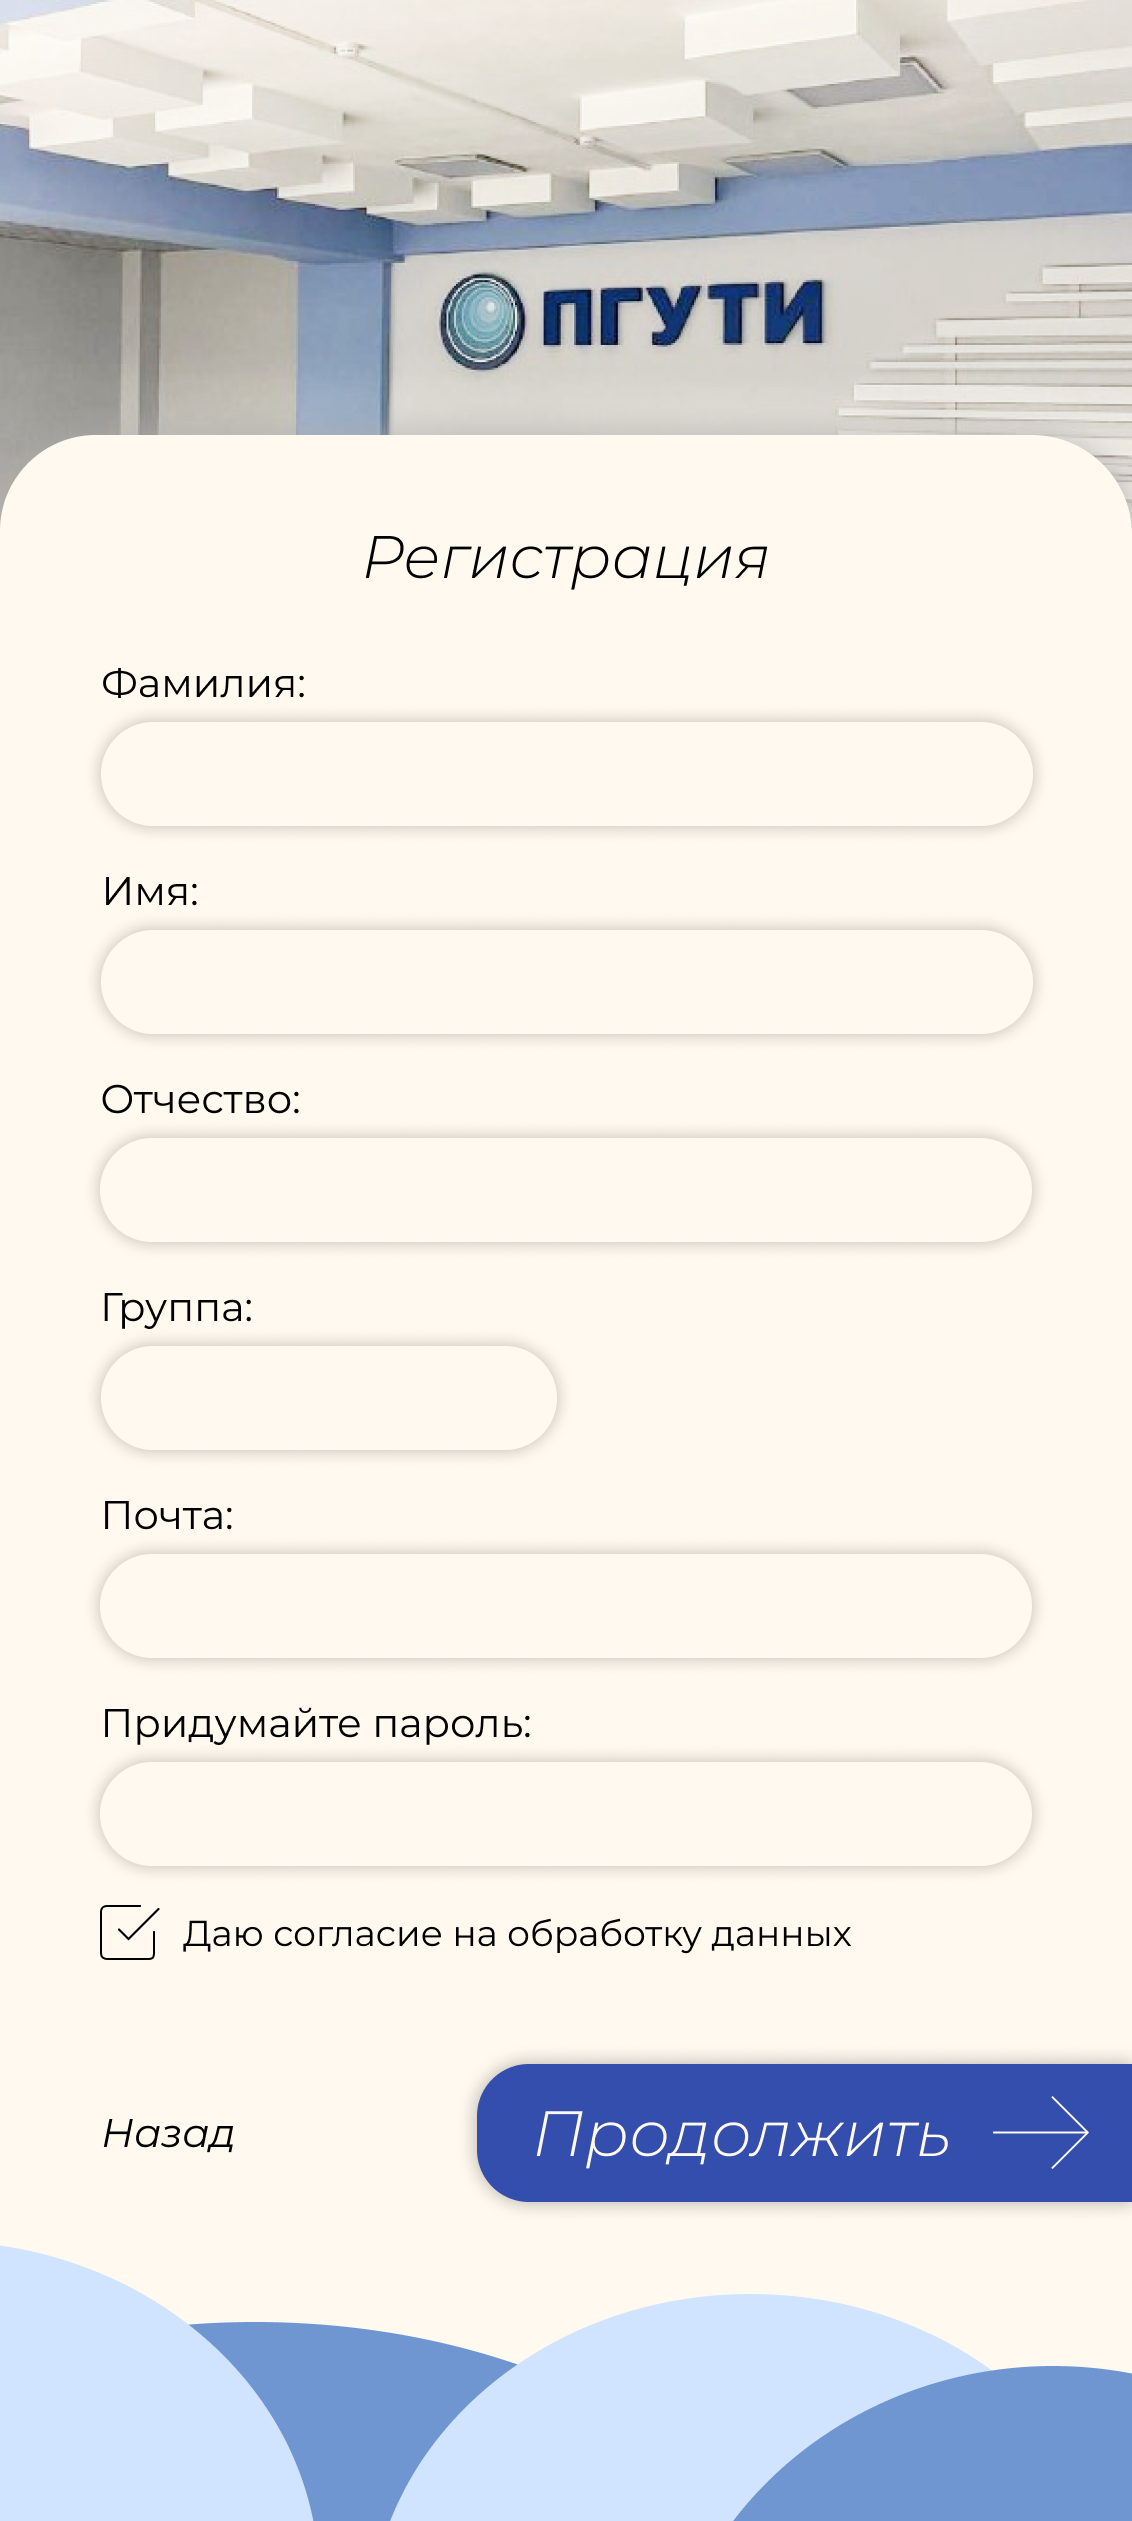 ПГУТИ
Регистрация
Фамилия:
Имя:
Отчество:
Группа:
Почта:
Придумайте пароль:
Даю согласие на обработку данных
Назад
Продолжить